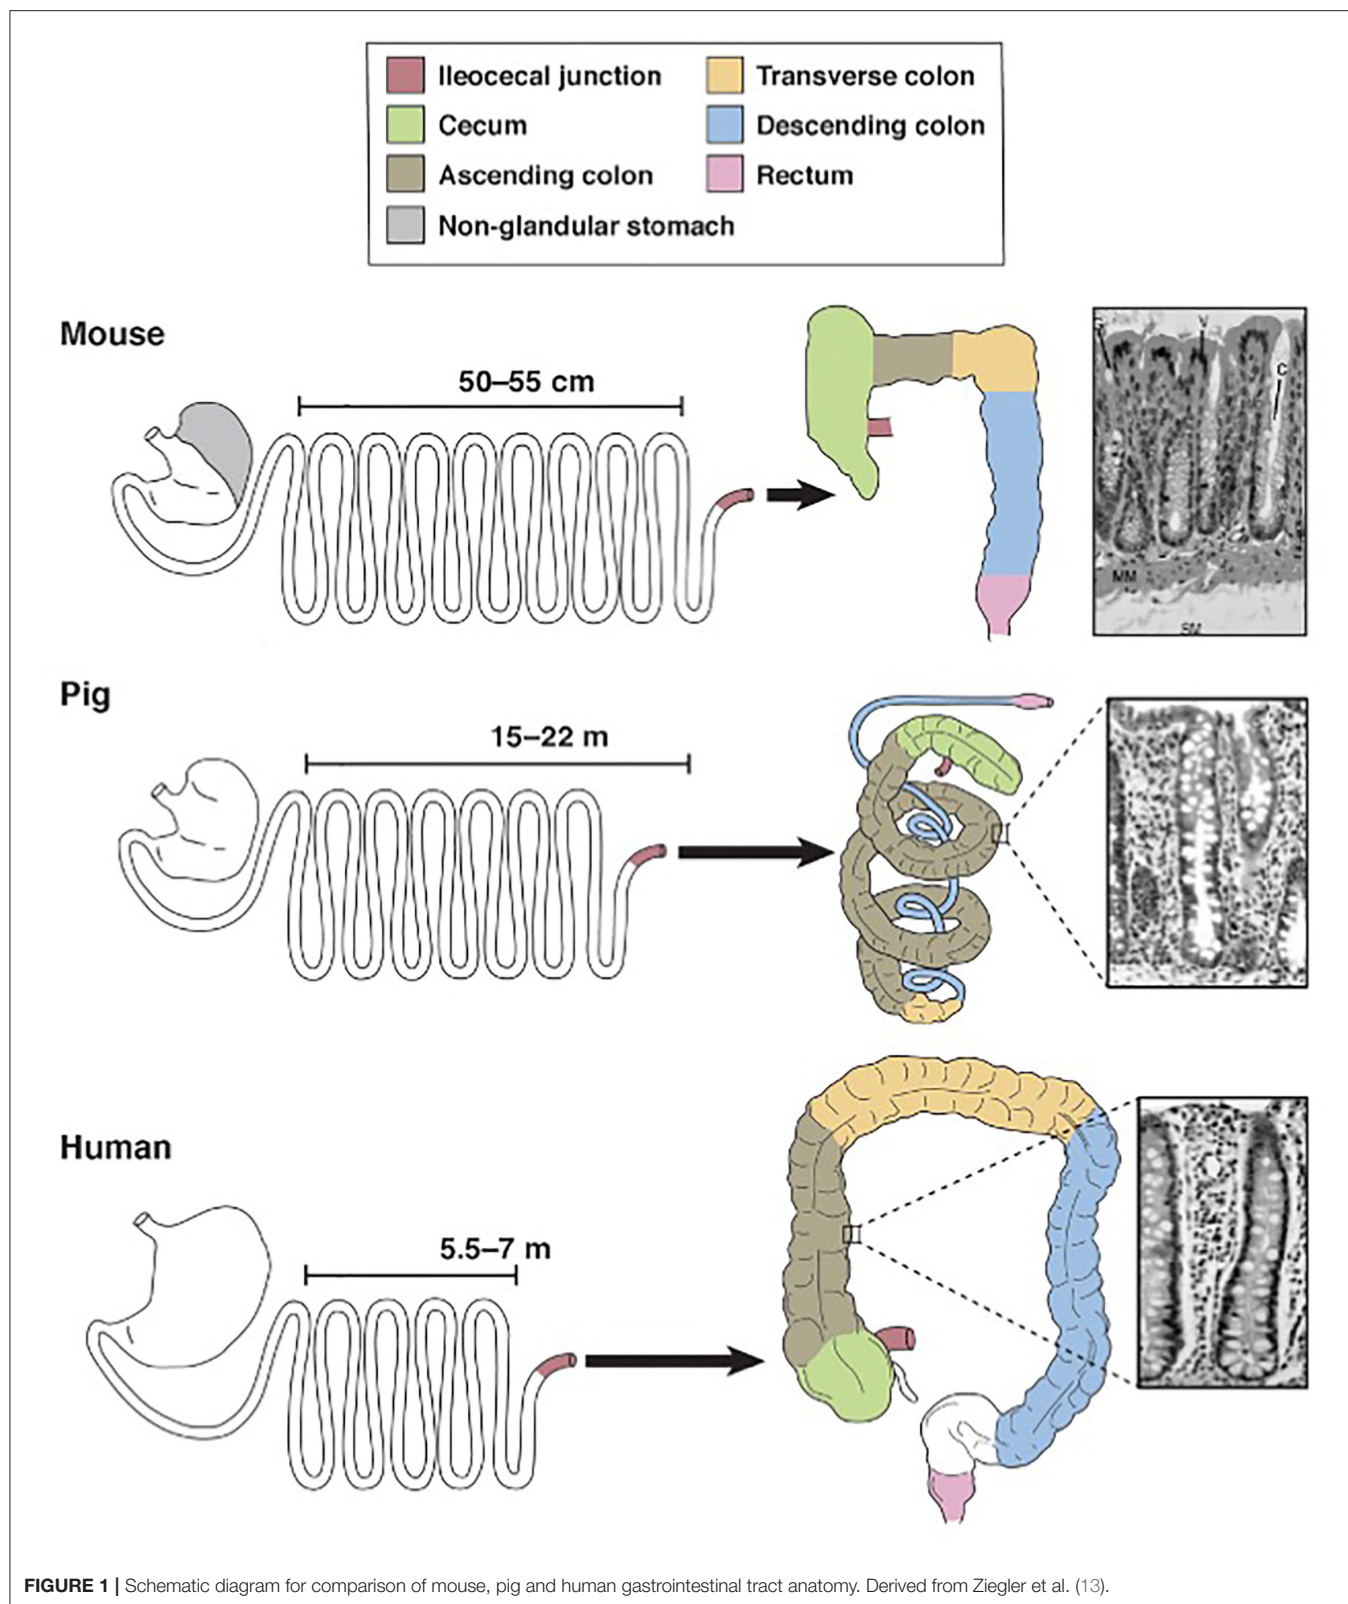 Ileocecal junction
Transverse colon
Cecum
Descending colon
Ascending colon
Rectum
Non-glandular stomach
Mouse
50–55 cm
V
C
MM
SM
Pig
15–22 m
Human
5.5–7 m
FIGURE 1 | Schematic diagram for comparison of mouse, pig and human gastrointestinal tract anatomy. Derived from Ziegler et al. (13).